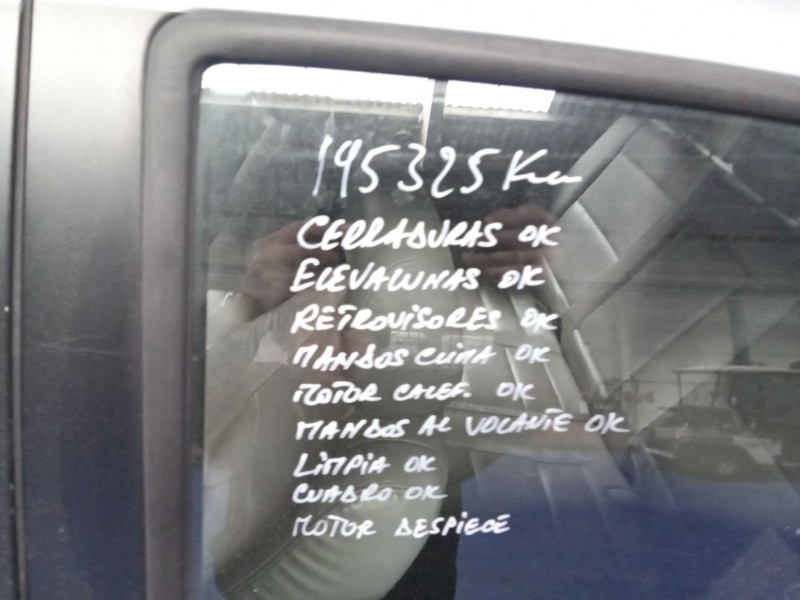 195325 Km
CERRADURAS OK
ELEVALUNAS OK
RETROVISORES OK
MANDOS CLIMA OK
MOTOR CALEF. OK
MANDOS AL VOLANTE OK
LIMPIA OK
CUADRO OK
MOTOR DESPIECE